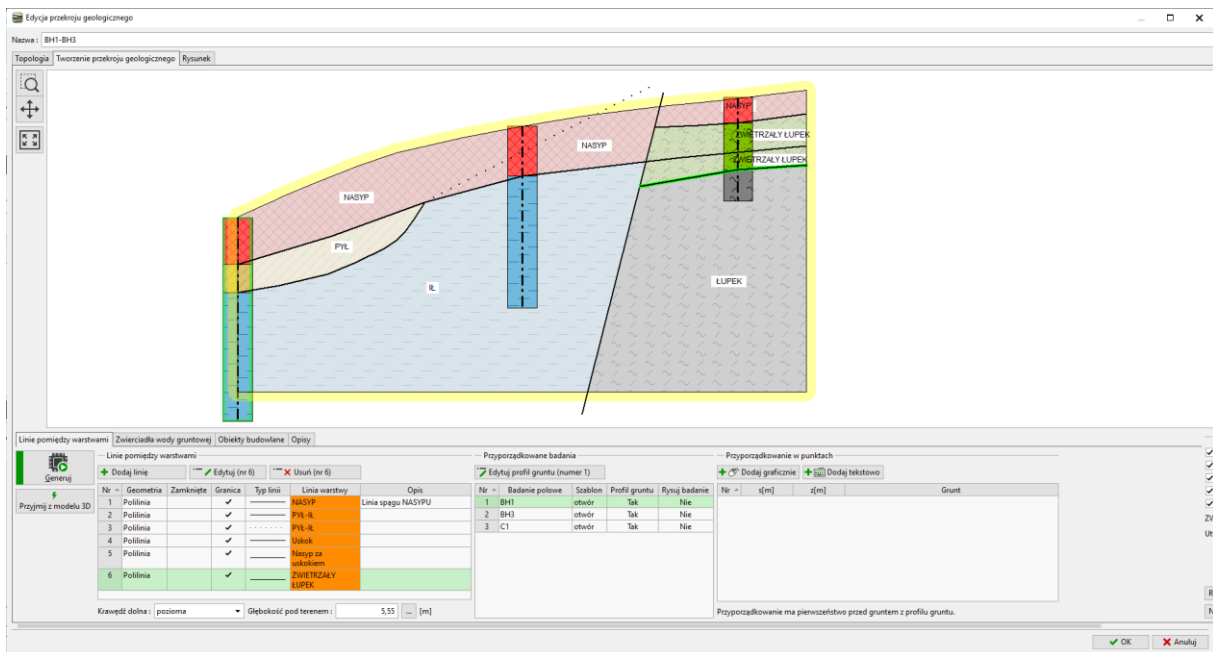 Edycja przekroju geologicznego
Nazwa : BH1-BH3
Topologia Tworzenie przekroju geologicznego Rysunek
NASYP
ZWIETRZAŁY ŁUPEK
NASYP
ZWIETRZAŁY ŁUPEK
NASYP
PYŁ
IŁ
ŁUPEK
Linie pomiędzy warstwami Zwierciadła wody gruntowej Obiekty budowlane Opisy
Generuj
Przyjmij z modelu 3D
Linie pomiędzy warstwami
Dodaj linię Edytuj (nr 6) Usuń (nr 6)
Nr Geometria Zamknięte Granica Typ linii Linia warstwy Opis
1 Polilinia NASYP Linia spągu NASYPU
2 Polilinia PYŁ-IŁ
3 Polilinia PYŁ-IŁ
4 Polilinia Uskok
5 Polilinia Nasyp za
uskokiem
6 Polilinia ZWIETRZAŁY
ŁUPEK
Krawędź dolna : pozioma Głębokość pod terenem : 5,55 ... [m]
Przyporządkowane badania
Edytuj profil gruntu (numer 1)
Nr Badanie polowe Szablon Profil gruntu Rysuj badanie
1 BH1 otwór Tak Nie
2 BH3 otwór Tak Nie
3 C1 otwór Tak Nie
Przyporządkowanie w punktach
Dodaj graficznie Dodaj tekstowo
Nr s[m] z[m] Grunt
Przyporządkowanie ma pierwszeństwo przed gruntem z profilu gruntu.
ZW
Ut
R
N
OK Anuluj